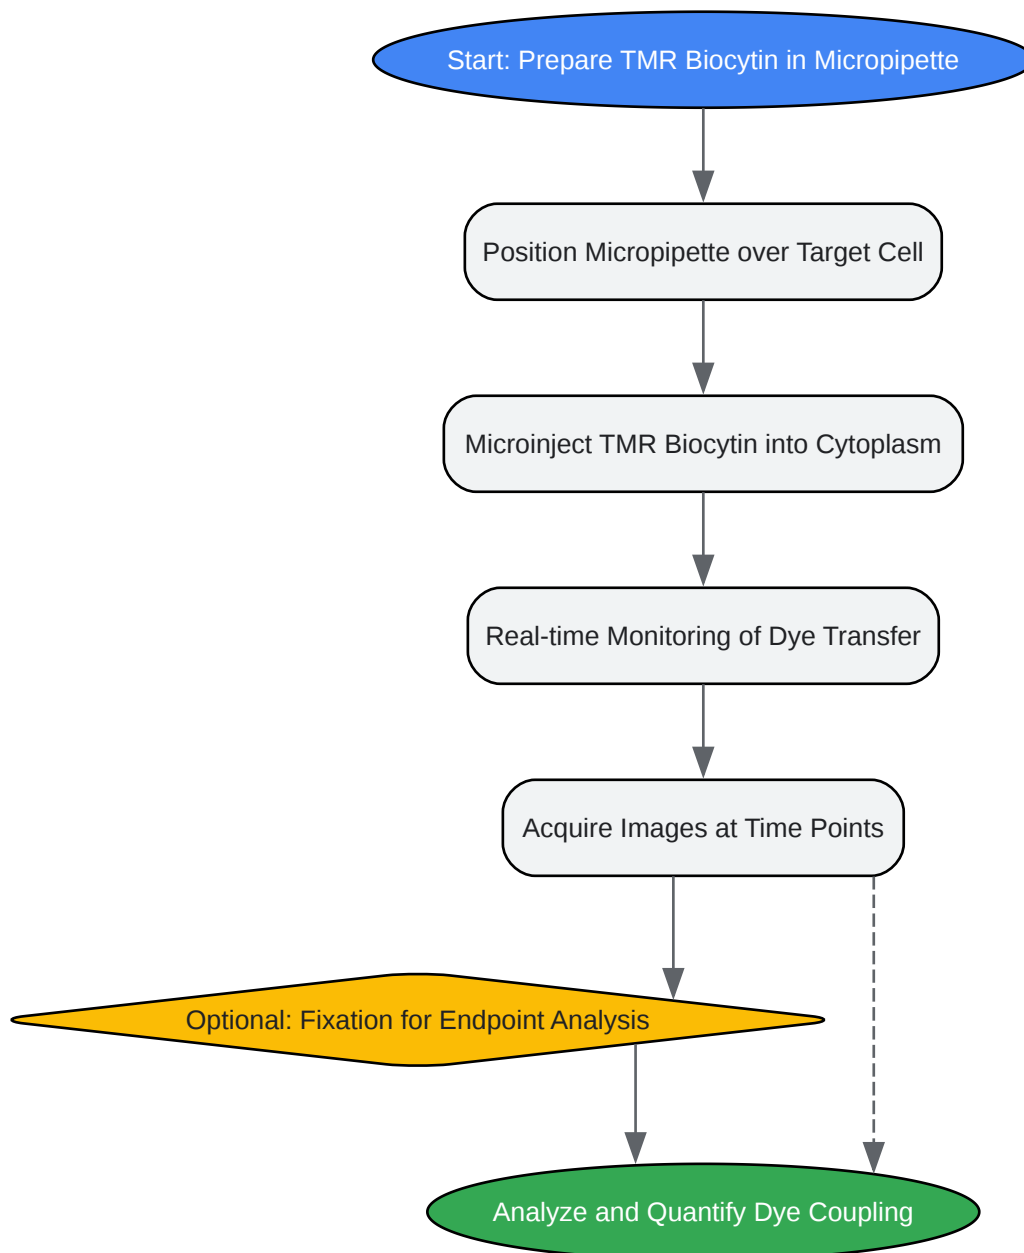 Start: Prepare TMR Biocytin in Micropipette
Position Micropipette over Target Cell
Microinject TMR Biocytin into Cytoplasm
Real-time Monitoring of Dye Transfer
Acquire Images at Time Points
Optional: Fixation for Endpoint Analysis
Analyze and Quantify Dye Coupling